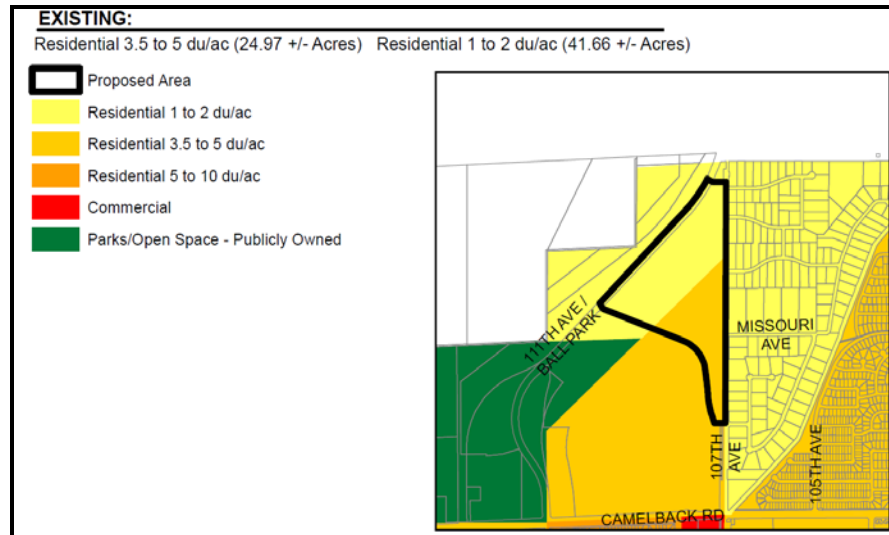 EXISTING:
Residential 3.5 to 5 du/ac (24.97 +/- Acres) Residential 1 to 2 du/ac (41.66 +/- Acres)
Proposed Area
Residential 1 to 2 du/ac
Residential 3.5 to 5 du/ac
Residential 5 to 10 du/ac
Commercial
Parks/Open Space - Publicly Owned
111TH AVE /
BALL PARK
MISSOURI
AVE
107TH
AVE
105TH AVE
CAMELBACK RD